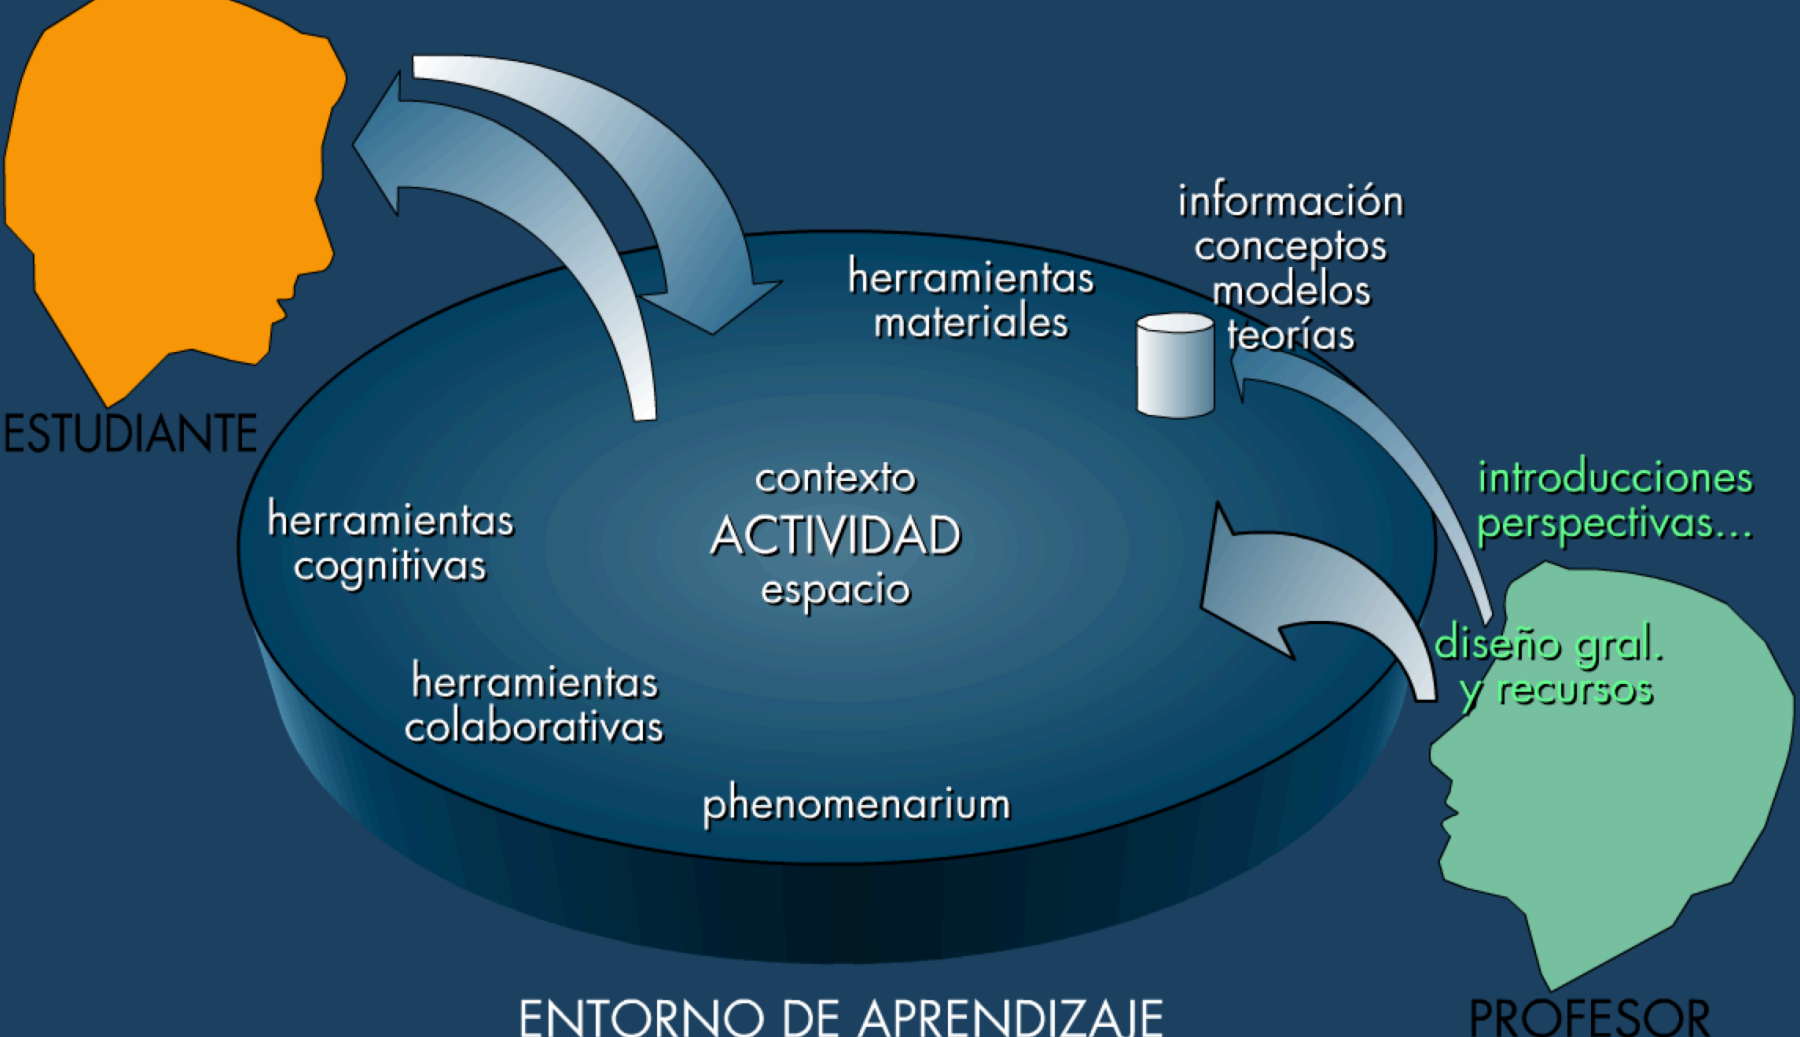 información
conceptos
modelos
teorías
herramientas
materiales
ESTUDIANTE
introducciones
perspectivas...
contexto
ACTIVIDAD
espacio
herramientas
cognitivas
diseño gral.
y recursos
herramientas
colaborativas
phenomenarium
ENTORNO DE APRENDIZAJE
PROFESOR